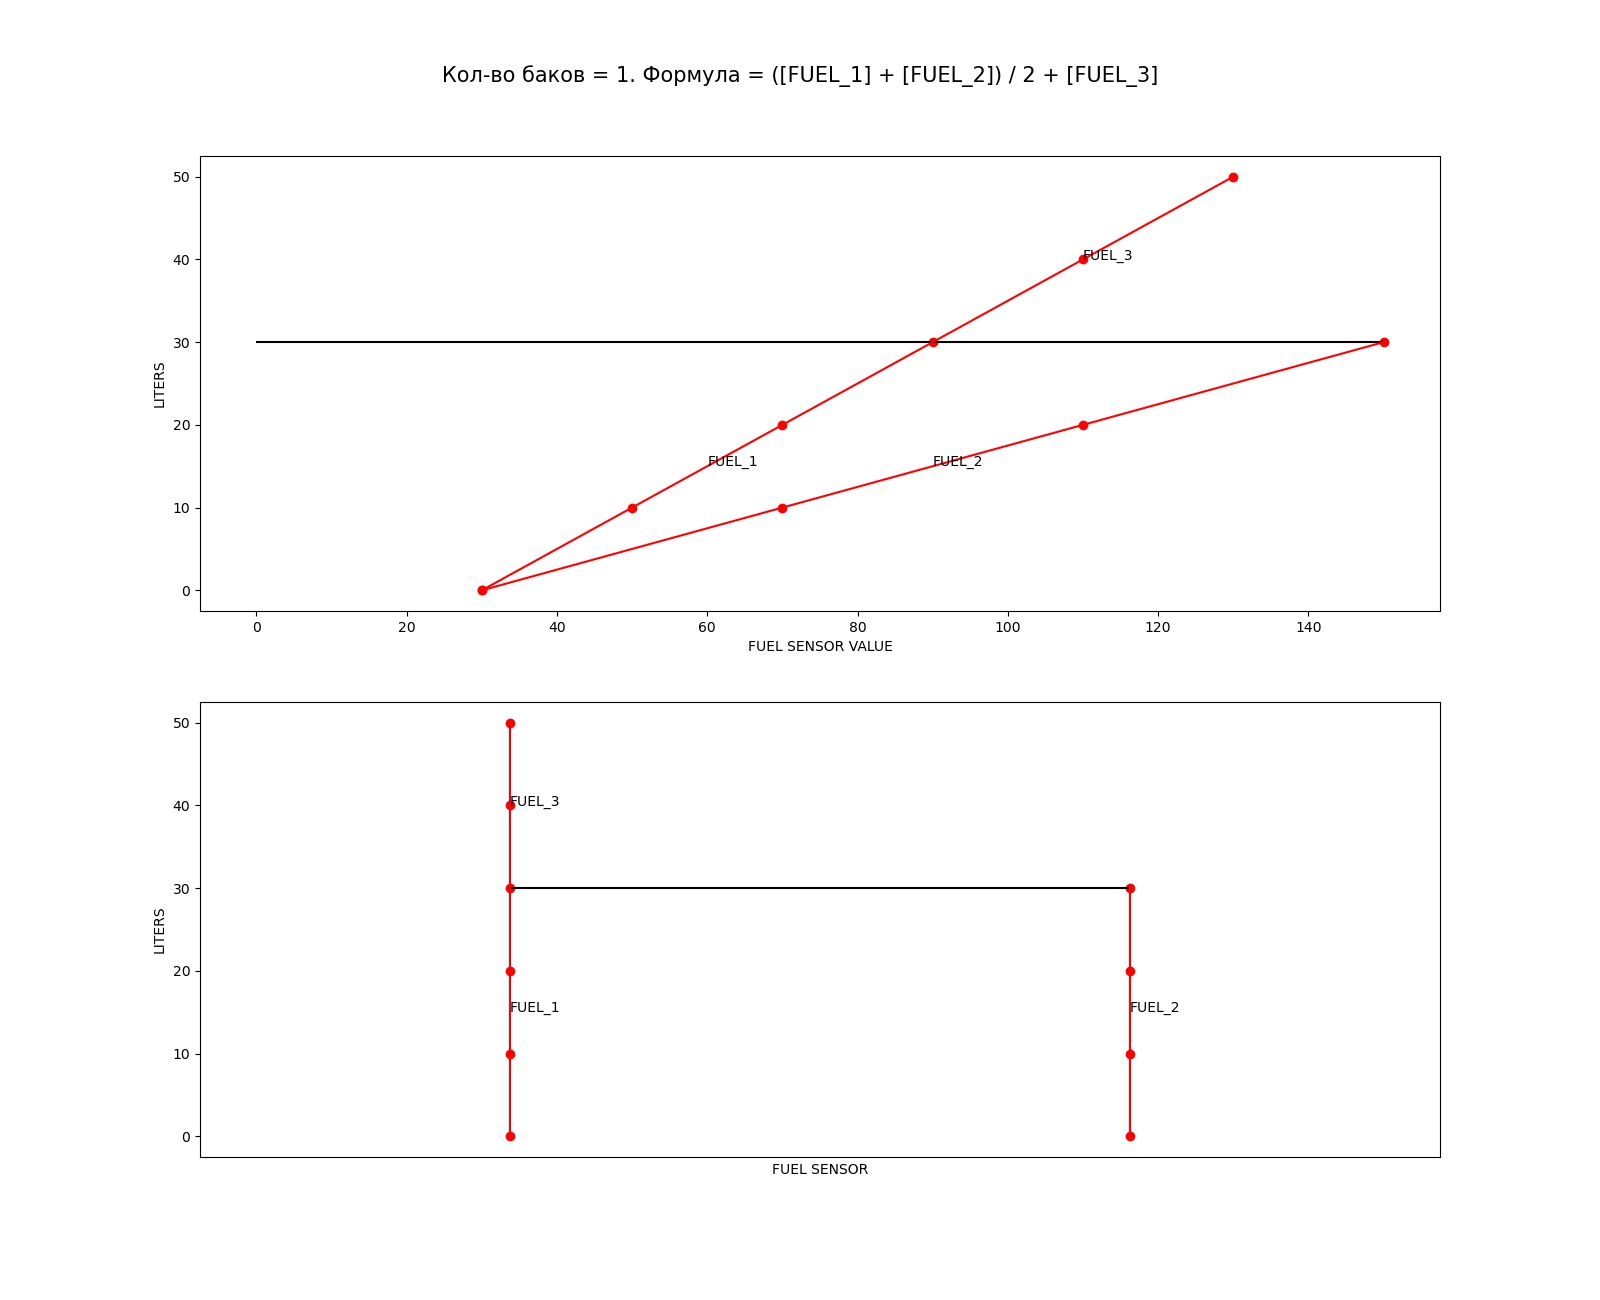 Кол-во баков = 1. Формула = ([FUEL_1] + [FUEL_2]) / 2 + [FUEL_3]
50
40
30
20
10
0
LITERS
FUEL_3
FUEL_1
FUEL_2
0 20 40 60 80 100 120 140
FUEL SENSOR VALUE
50
40
30
20
10
0
LITERS
FUEL_3
FUEL_1
FUEL_2
FUEL SENSOR